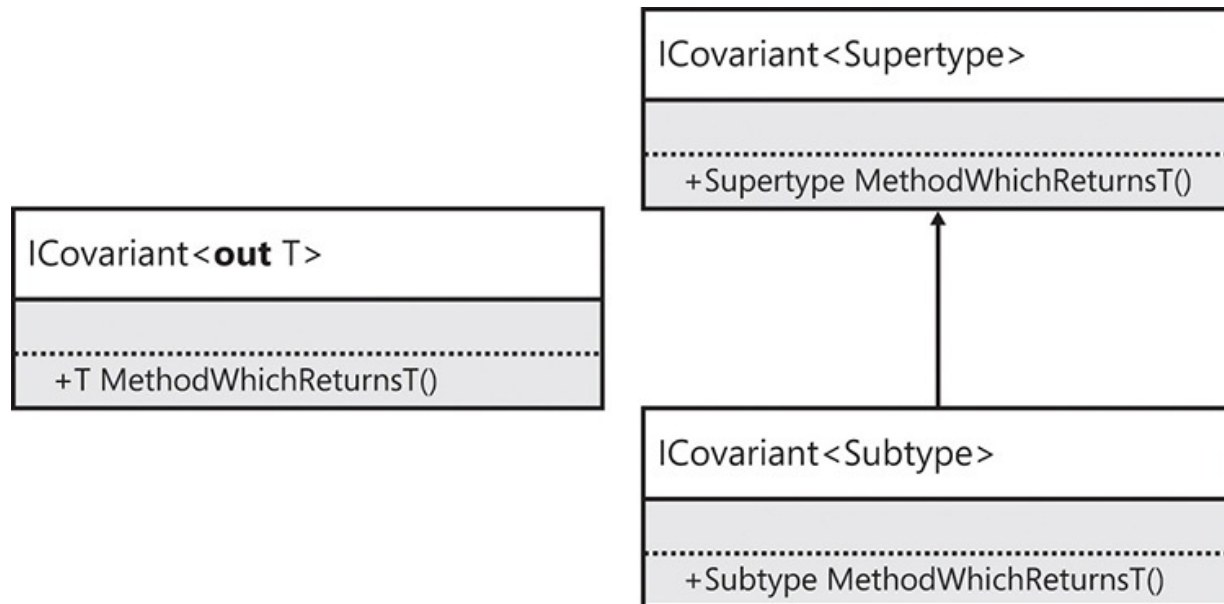 ICovariant<Supertype>
+Supertype MethodWhichReturnsT()
ICovariant<out T>
+T MethodWhichReturnsT()
ICovariant<Subtype>
+Subtype MethodWhichReturnsT()